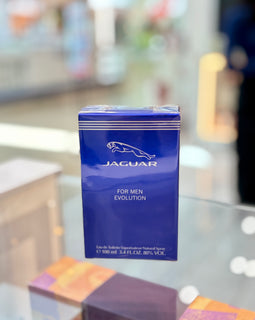 JAGUAR
FOR MEN
EVOLUTION
Eau de Toilette Vaporisateur Natural Spray
℮ 100 ml 3.4 FL.OZ. 80% VOL.